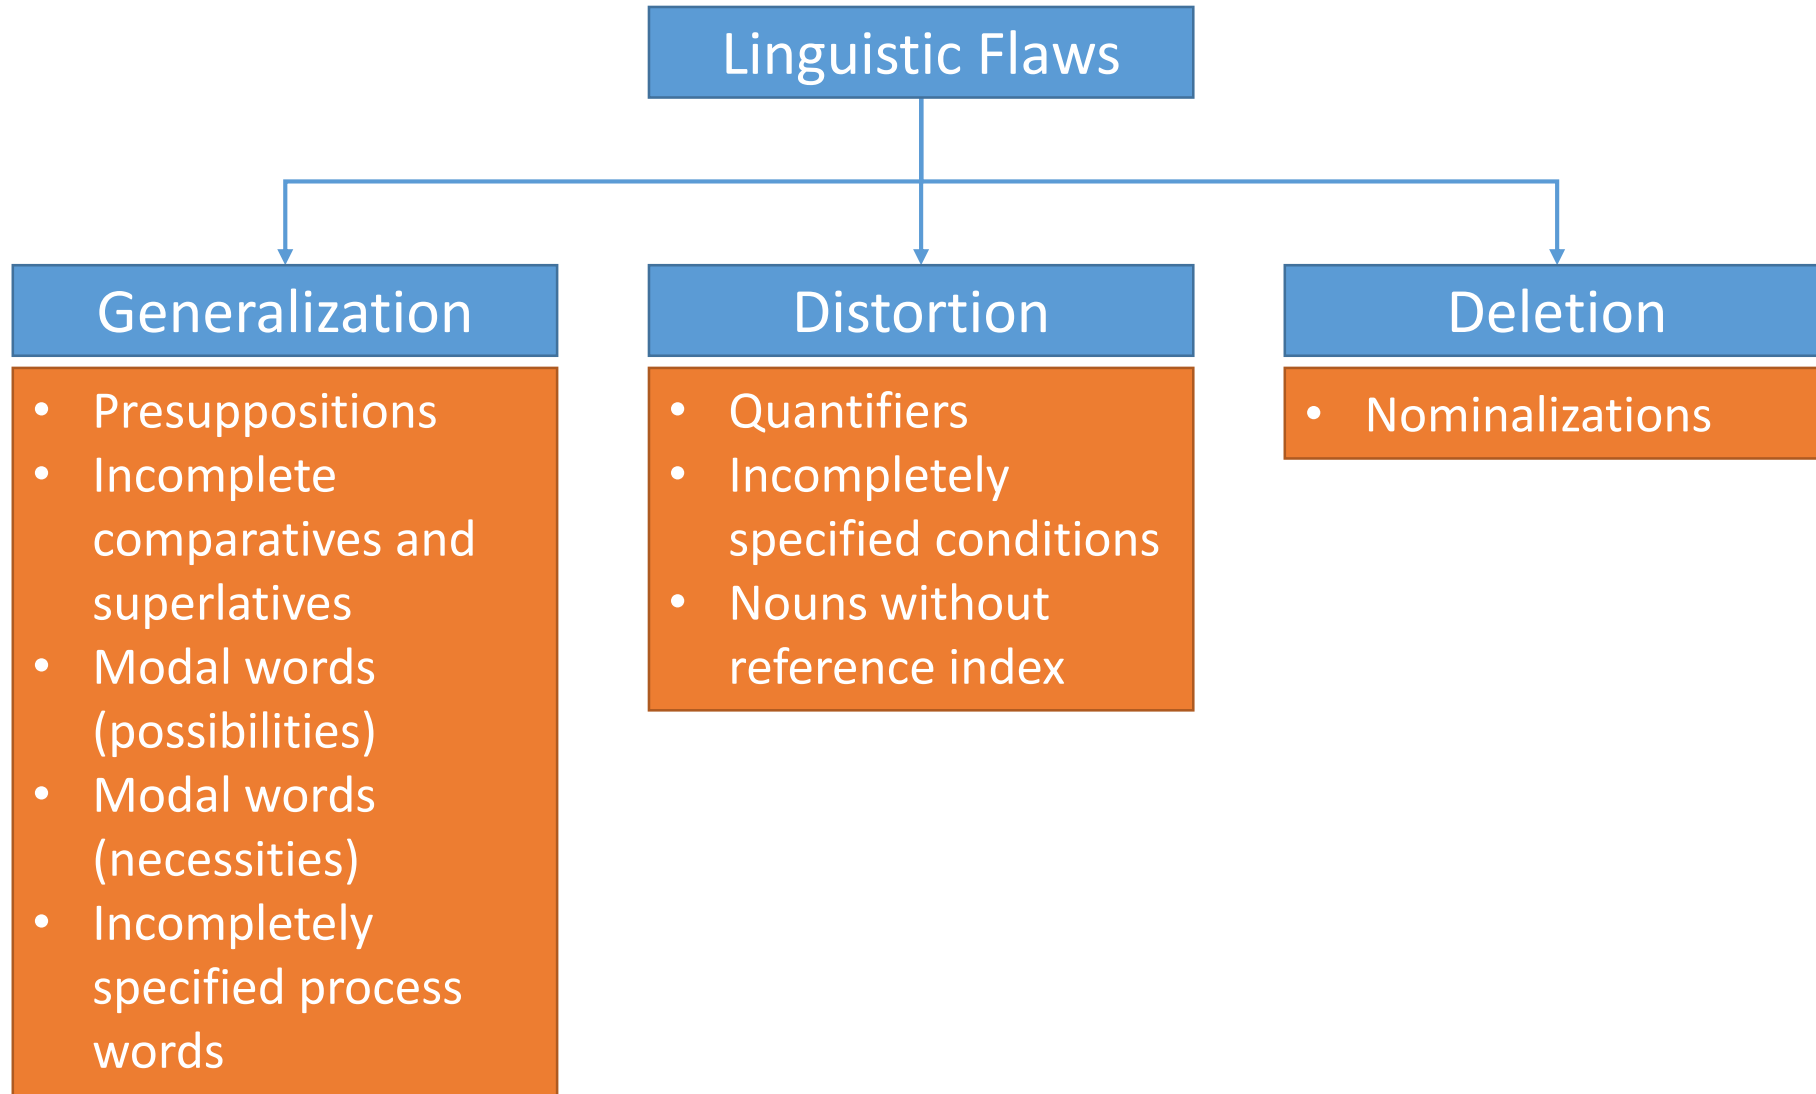 Linguistic Flaws
Generalization
• Presuppositions
• Incomplete
comparatives and
superlatives
• Modal words
(possibilities)
• Modal words
(necessities)
• Incompletely
specified process
words
Distortion
• Quantifiers
• Incompletely
specified conditions
• Nouns without
reference index
Deletion
• Nominalizations